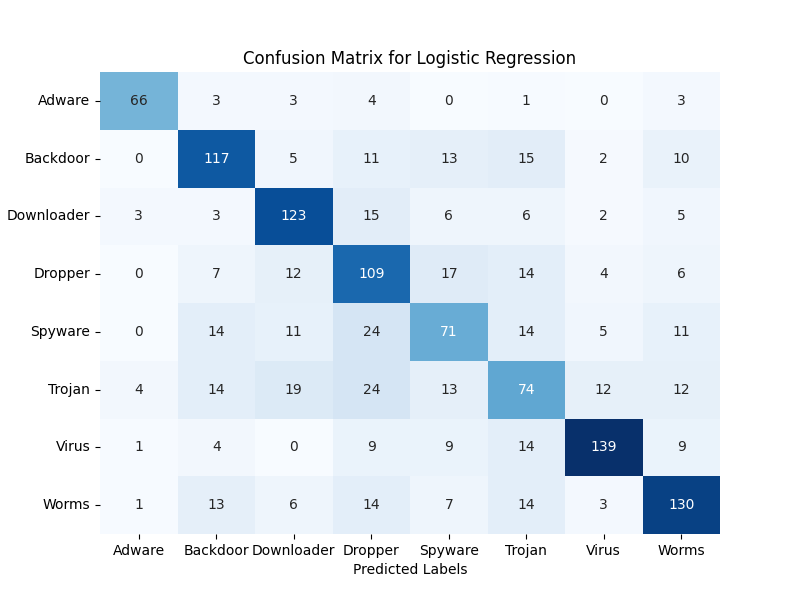 Confusion Matrix for Logistic Regression
Adware 66 3 3 4 0 1 0 3
Backdoor 0 117 5 11 13 15 2 10
Downloader 3 3 123 15 6 6 2 5
Dropper 0 7 12 109 17 14 4 6
Spyware 0 14 11 24 71 14 5 11
Trojan 4 14 19 24 13 74 12 12
Virus 1 4 0 9 9 14 139 9
Worms 1 13 6 14 7 14 3 130
Adware Backdoor Downloader Dropper Spyware Trojan Virus Worms
Predicted Labels